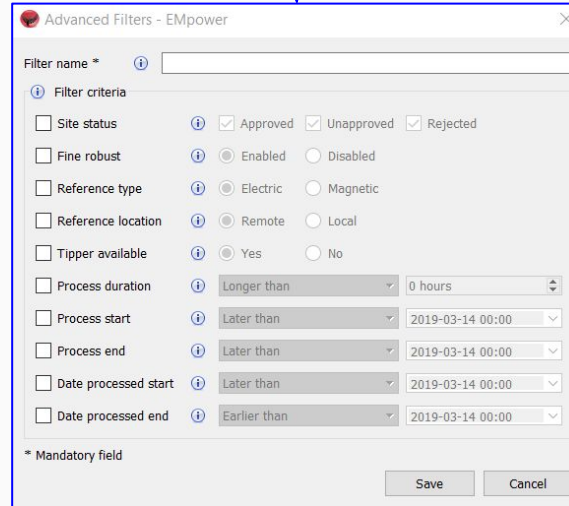 Advanced Filters - EMpower
Filter name *
Filter criteria
Site status Approved Unapproved Rejected
Fine robust Enabled Disabled
Reference type Electric Magnetic
Reference location Remote Local
Tipper available Yes No
Process duration Longer than 0 hours
Process start Later than 2019-03-14 00:00
Process end Later than 2019-03-14 00:00
Date processed start Later than 2019-03-14 00:00
Date processed end Earlier than 2019-03-14 00:00
* Mandatory field
Save Cancel